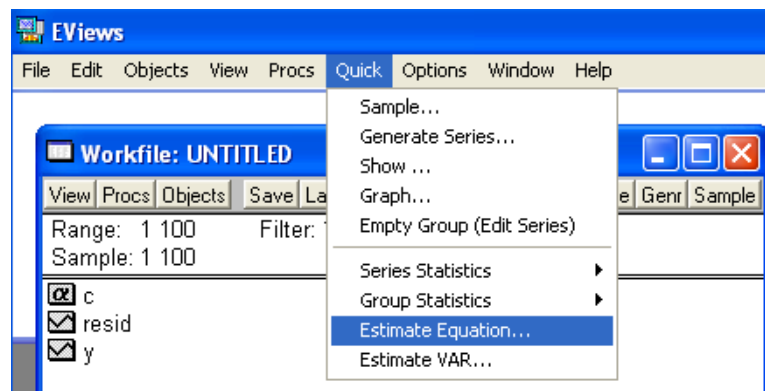 EViews
File Edit Objects View Procs Quick Options Window Help
Sample...
Generate Series...
Show ...
Graph...
Empty Group (Edit Series)
Series Statistics
Group Statistics
Estimate Equation...
Estimate VAR...
Workfile: UNTITLED
View Procs Objects Save Genr Sample
Range: 1 100 Filter:
Sample: 1 100
c
resid
y